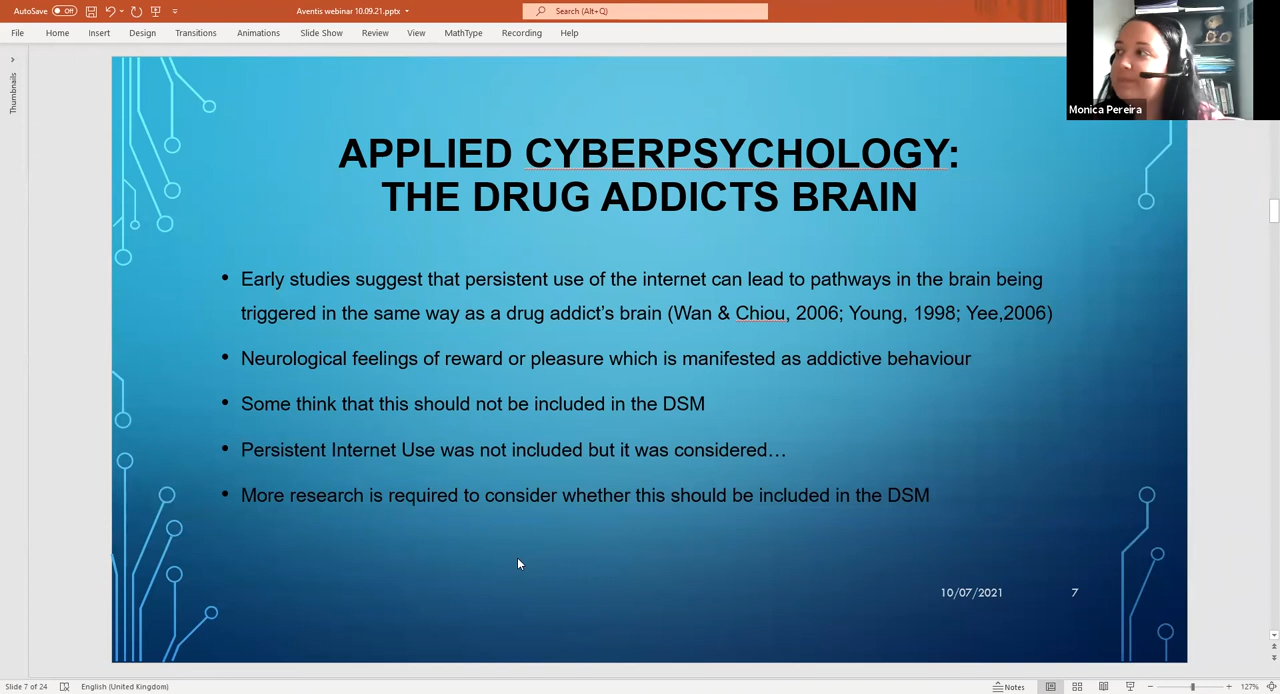 AutoSave Off
Aventis webinar 10.09.21.pptx
Search (Alt+Q)
File Home Insert Design Transitions Animations Slide Show Review View MathType Recording Help
Monica Pereira
Thumbnails
APPLIED CYBERPSYCHOLOGY:
THE DRUG ADDICTS BRAIN
• Early studies suggest that persistent use of the internet can lead to pathways in the brain being
triggered in the same way as a drug addict’s brain (Wan & Chiou, 2006; Young, 1998; Yee,2006)
• Neurological feelings of reward or pleasure which is manifested as addictive behaviour
• Some think that this should not be included in the DSM
• Persistent Internet Use was not included but it was considered…
• More research is required to consider whether this should be included in the DSM
10/07/2021 7
Slide 7 of 24 English (United Kingdom) Notes 127%